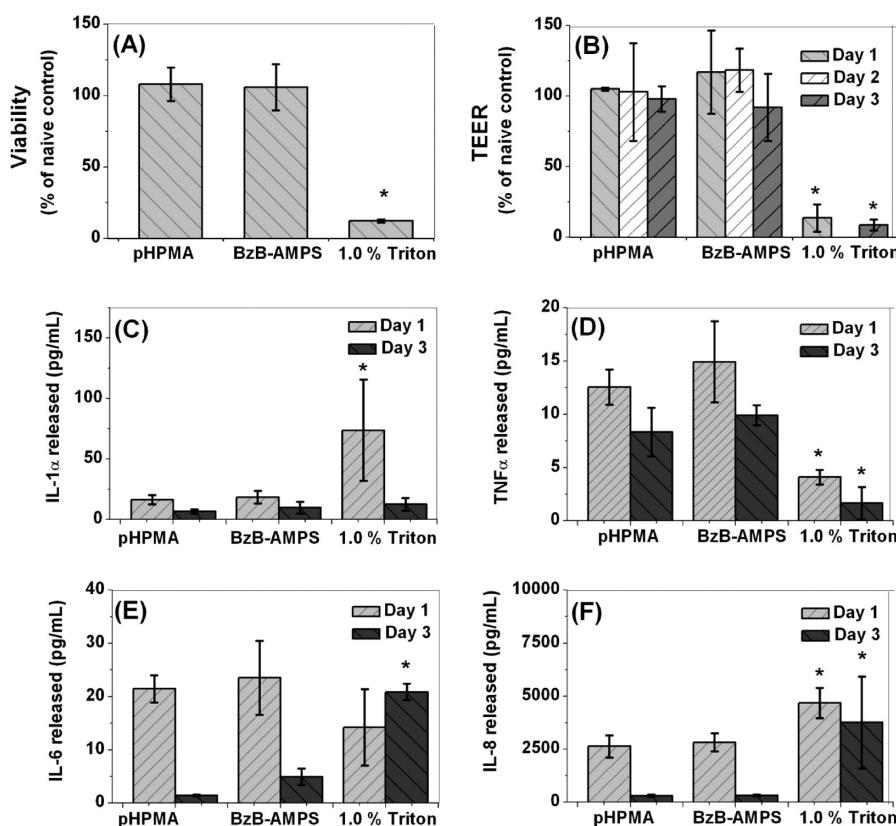 (A)
Viability
(% of naive control)
150
100
50
0
*
pHPMA BzB-AMPS 1.0 % Triton
(B)
TEER
(% of naive control)
150
100
50
0
Day 1
Day 2
Day 3
* *
pHPMA BzB-AMPS 1.0 % Triton
(C)
IL-1α released (pg/mL)
150
100
50
0
Day 1
Day 3
*
pHPMA BzB-AMPS 1.0 % Triton
(D)
TNFα released (pg/mL)
20
15
10
5
0
Day 1
Day 3
* *
pHPMA BzB-AMPS 1.0 % Triton
(E)
IL-6 released (pg/mL)
40
30
20
10
0
Day 1
Day 3
*
pHPMA BzB-AMPS 1.0 % Triton
(F)
IL-8 released (pg/mL)
10000
7500
5000
2500
0
Day 1
Day 3
* *
pHPMA BzB-AMPS 1.0 % Triton